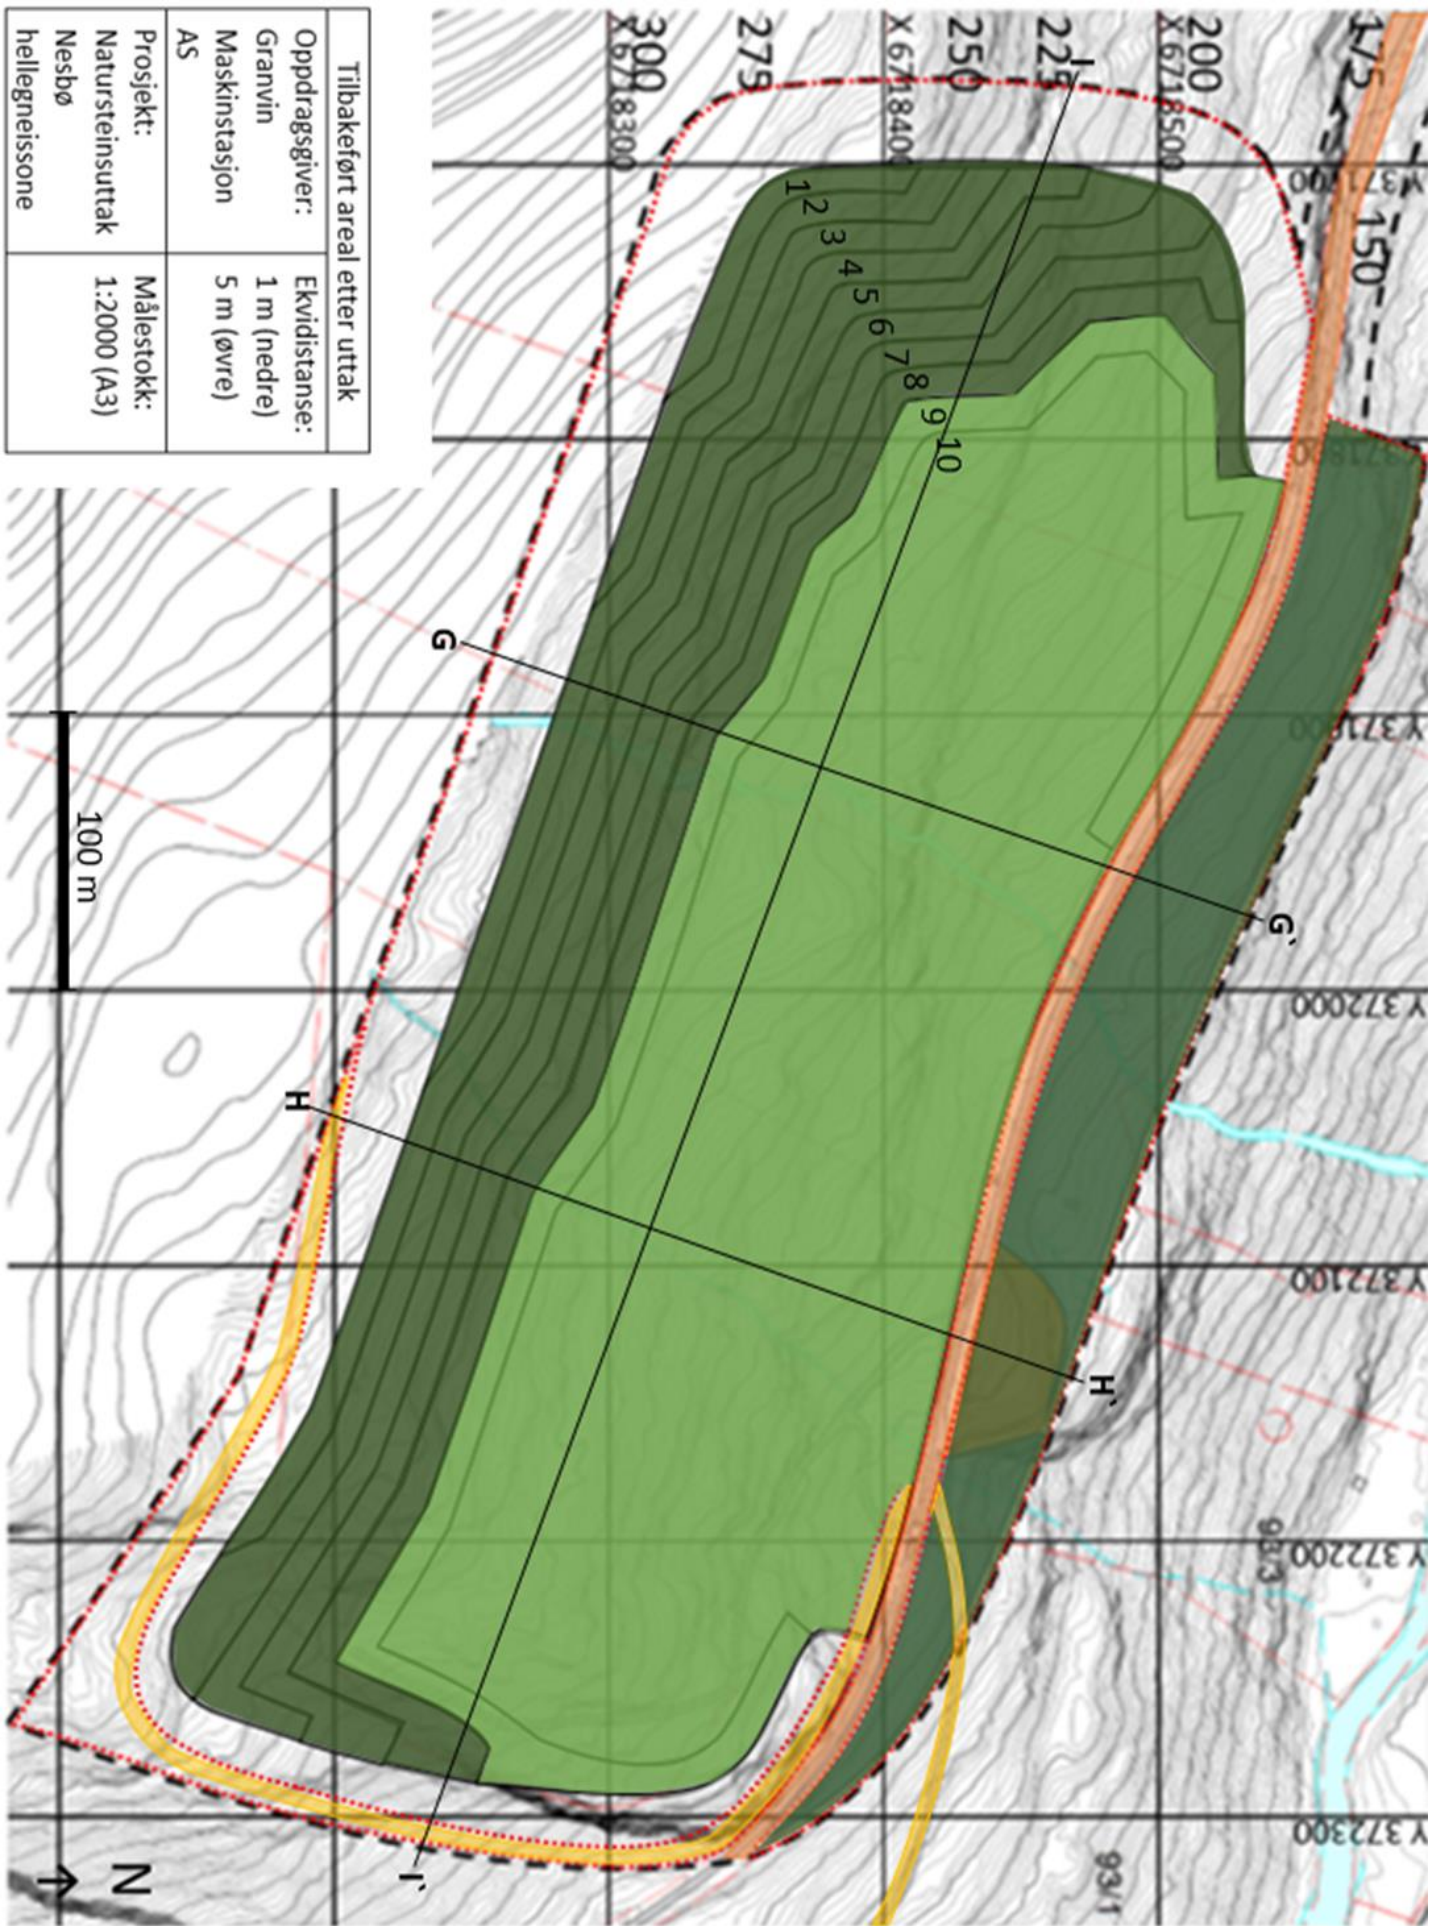 Tilbakeført areal etter uttak
Oppdragsgiver:
Granvin
Maskinstasjon
AS
Ekvidistanse:
1 m (nedre)
5 m (øvre)
Prosjekt:
Natursteinsuttak
Nesbø
hellegneissone
Målestokk:
1:2000 (A3)
X 6718300
X 6718400
X 6718500
300
275
250
225
200
175
150
1
2
3
4
5
6
7
8
9
10
I
I`
G
G`
H
H`
Y 371900
Y 372000
Y 372100
Y 372200
Y 372300
93/3
93/1
100 m
N